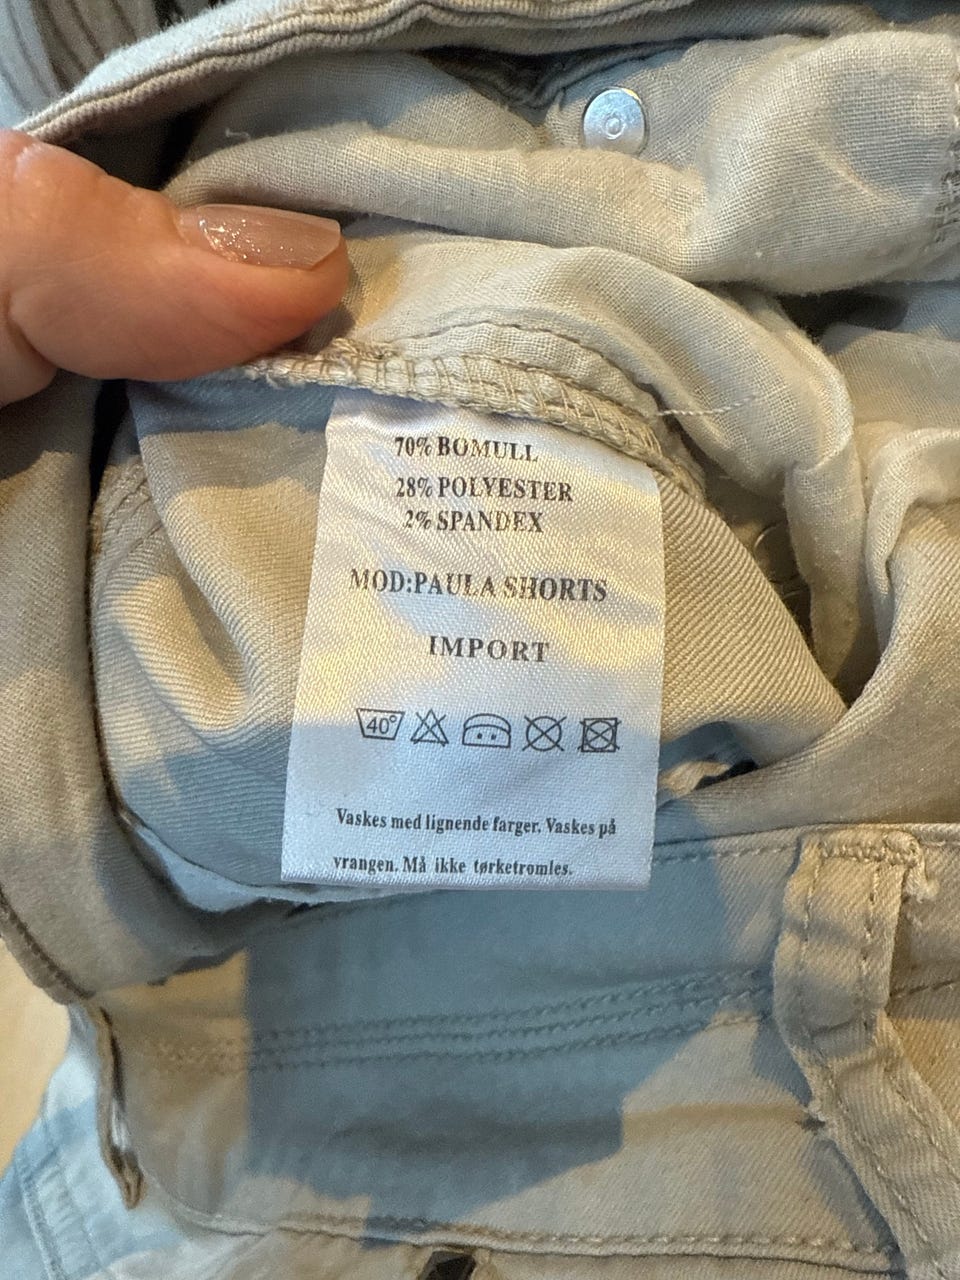 70% BOMULL
28% POLYESTER
2% SPANDEX
MOD:PAULA SHORTS
IMPORT
40°
Vaskes med lignende farger. Vaskes på
vrangen. Må ikke tørketromles.